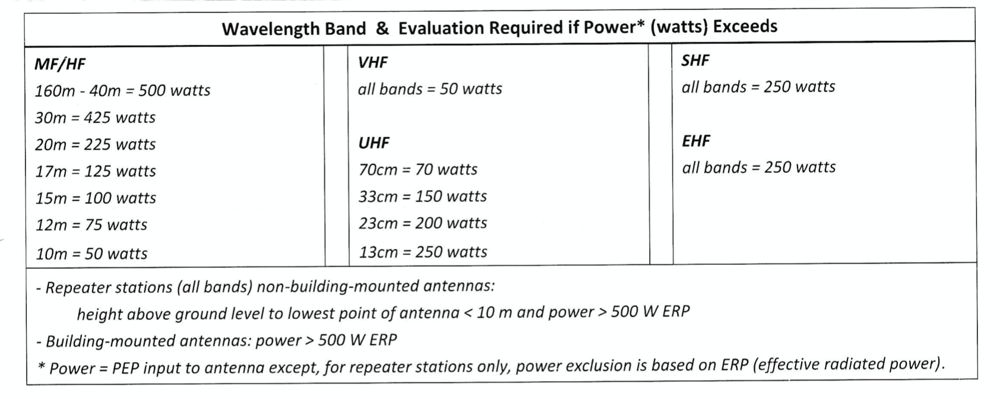 Wavelength Band & Evaluation Required if Power* (watts) Exceeds
MF/HF
160m - 40m = 500 watts
30m = 425 watts
20m = 225 watts
17m = 125 watts
15m = 100 watts
12m = 75 watts
10m = 50 watts
VHF
all bands = 50 watts
UHF
70cm = 70 watts
33cm = 150 watts
23cm = 200 watts
13cm = 250 watts
SHF
all bands = 250 watts
EHF
all bands = 250 watts
- Repeater stations (all bands) non-building-mounted antennas:
height above ground level to lowest point of antenna < 10 m and power > 500 W ERP
- Building-mounted antennas: power > 500 W ERP
* Power = PEP input to antenna except, for repeater stations only, power exclusion is based on ERP (effective radiated power).